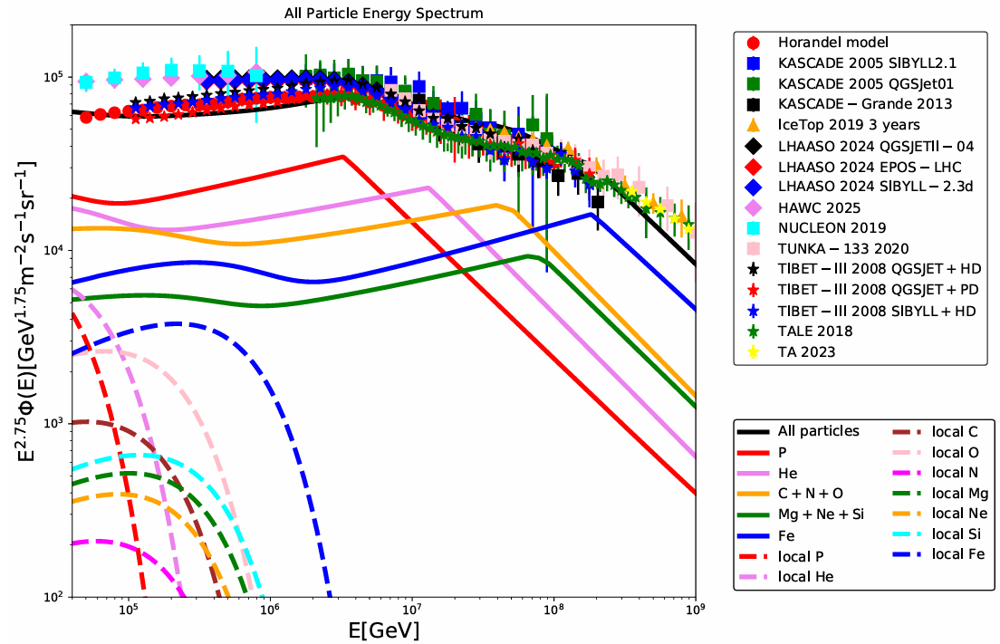 All Particle Energy Spectrum
E^2.75Φ(E)[GeV^1.75m^−2s^−1sr^−1]
10^5
10^4
10^3
10^2
10^5 10^6 10^7 10^8 10^9
E[GeV]
Horandel model
KASCADE 2005 SIBYLL2.1
KASCADE 2005 QGSJet01
KASCADE − Grande 2013
IceTop 2019 3 years
LHAASO 2024 QGSJETII − 04
LHAASO 2024 EPOS − LHC
LHAASO 2024 SIBYLL − 2.3d
HAWC 2025
NUCLEON 2019
TUNKA − 133 2020
TIBET − III 2008 QGSJET + HD
TIBET − III 2008 QGSJET + PD
TIBET − III 2008 SIBYLL + HD
TALE 2018
TA 2023
All particles
P
He
C + N + O
Mg + Ne + Si
Fe
local P
local He
local C
local O
local N
local Mg
local Ne
local Si
local Fe